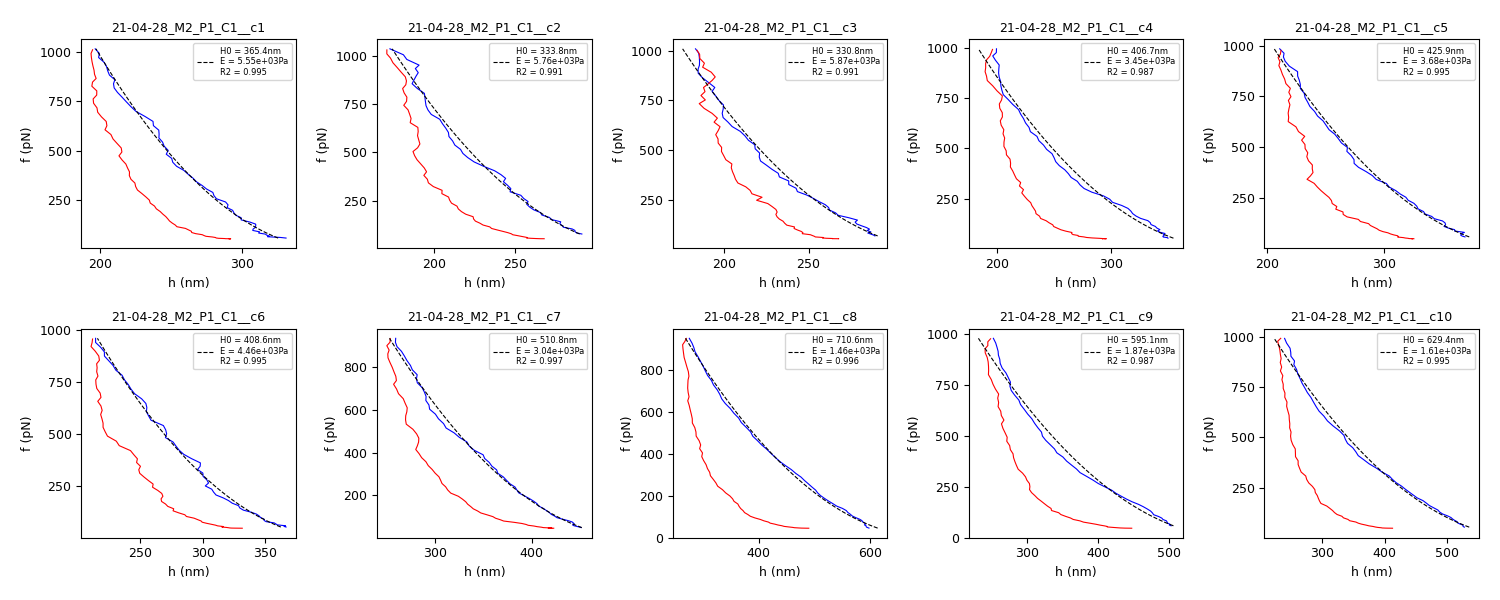 21-04-28_M2_P1_C1__c1
H0 = 365.4nm
E = 5.55e+03Pa
R2 = 0.995
f (pN)
1000
750
500
250
200
300
h (nm)
21-04-28_M2_P1_C1__c2
H0 = 333.8nm
E = 5.76e+03Pa
R2 = 0.991
f (pN)
1000
750
500
250
200
250
h (nm)
21-04-28_M2_P1_C1__c3
H0 = 330.8nm
E = 5.87e+03Pa
R2 = 0.991
f (pN)
1000
750
500
250
200
250
h (nm)
21-04-28_M2_P1_C1__c4
H0 = 406.7nm
E = 3.45e+03Pa
R2 = 0.987
f (pN)
1000
750
500
250
200
300
h (nm)
21-04-28_M2_P1_C1__c5
H0 = 425.9nm
E = 3.68e+03Pa
R2 = 0.995
f (pN)
1000
750
500
250
200
300
h (nm)
21-04-28_M2_P1_C1__c6
H0 = 408.6nm
E = 4.46e+03Pa
R2 = 0.995
f (pN)
1000
750
500
250
250
300
350
h (nm)
21-04-28_M2_P1_C1__c7
H0 = 510.8nm
E = 3.04e+03Pa
R2 = 0.997
f (pN)
800
600
400
200
300
400
h (nm)
21-04-28_M2_P1_C1__c8
H0 = 710.6nm
E = 1.46e+03Pa
R2 = 0.996
f (pN)
800
600
400
200
0
400
600
h (nm)
21-04-28_M2_P1_C1__c9
H0 = 595.1nm
E = 1.87e+03Pa
R2 = 0.987
f (pN)
1000
750
500
250
0
300
400
500
h (nm)
21-04-28_M2_P1_C1__c10
H0 = 629.4nm
E = 1.61e+03Pa
R2 = 0.995
f (pN)
1000
750
500
250
300
400
500
h (nm)